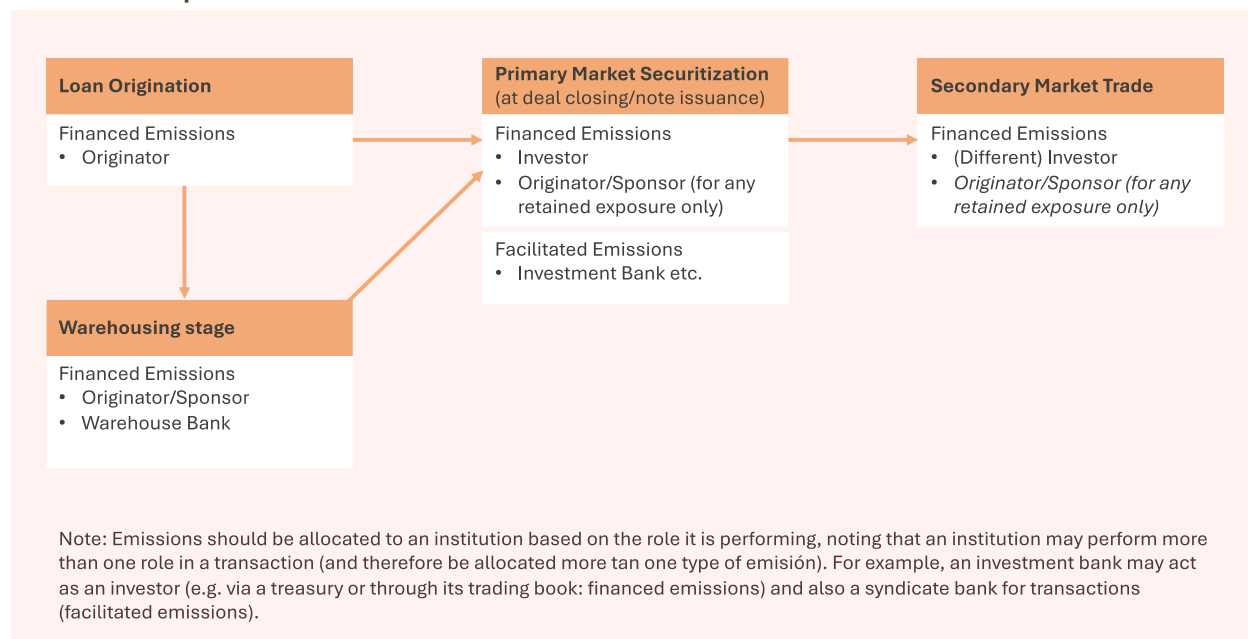 Loan Origination
Financed Emissions
• Originator
Primary Market Securitization
(at deal closing/note issuance)
Financed Emissions
• Investor
• Originator/Sponsor (for any
retained exposure only)
Facilitated Emissions
• Investment Bank etc.
Secondary Market Trade
Financed Emissions
• (Different) Investor
• Originator/Sponsor (for any
retained exposure only)
Warehousing stage
Financed Emissions
• Originator/Sponsor
• Warehouse Bank
Note: Emissions should be allocated to an institution based on the role it is performing, noting that an institution may perform more
than one role in a transaction (and therefore be allocated more tan one type of emisión). For example, an investment bank may act
as an investor (e.g. via a treasury or through its trading book: financed emissions) and also a syndicate bank for transactions
(facilitated emissions).